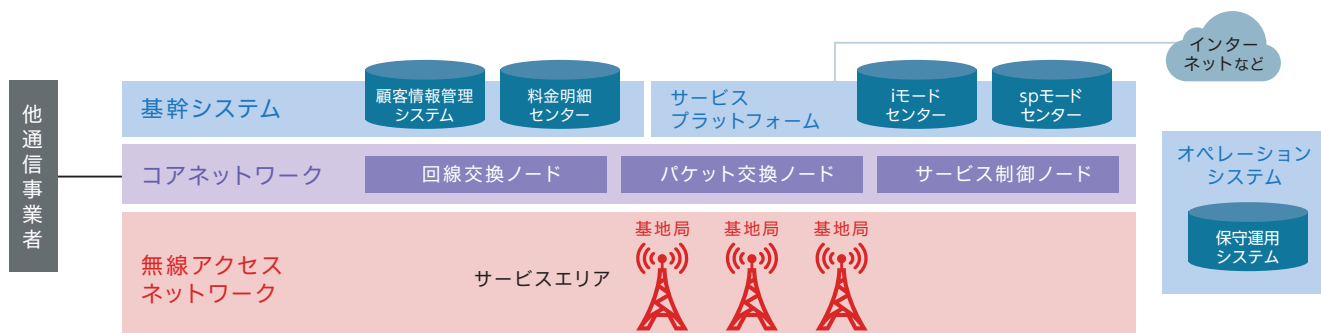 他通信事業者
基幹システム
顧客情報管理
システム
料金明細
センター
サービス
プラットフォーム
iモード
センター
spモード
センター
インター
ネットなど
コアネットワーク
回線交換ノード
パケット交換ノード
サービス制御ノード
無線アクセス
ネットワーク
サービスエリア
基地局
基地局
基地局
オペレーション
システム
保守運用
システム